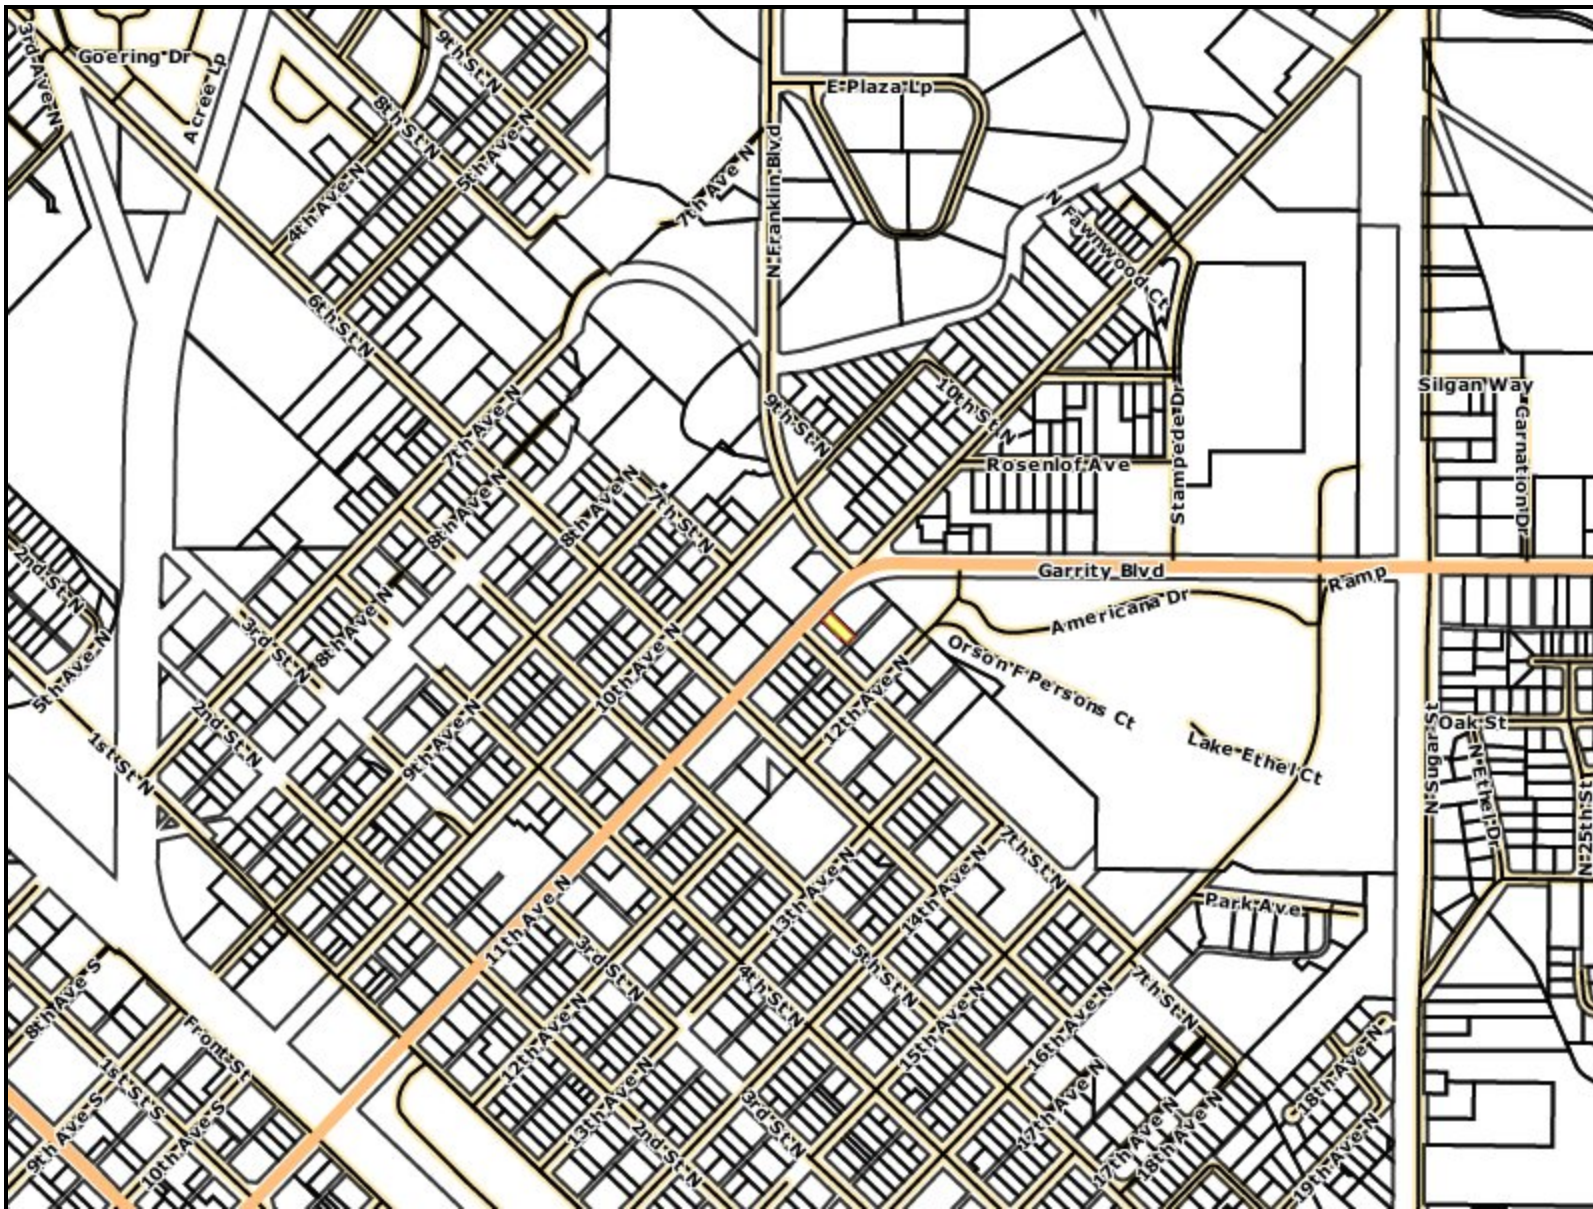 3rd Ave N
Goering Dr
Acree Lp
9th St N
8th St N
5th Ave N
4th Ave N
E Plaza Lp
N Franklin Blvd
7th Ave N
N Fawnwood Ct
6th St N
7th Ave N
9th St N
10th St N
Silgan Way
Stampede Dr
Carnation Dr
Rosenlof Ave
8th Ave N
8th Ave N
7th St N
2nd St N
Garrity Blvd
Ramp
Americana Dr
3rd St N
8th Ave N
5th Ave N
10th Ave N
Orson F Persons Ct
12th Ave N
2nd St N
1st St N
9th Ave N
Lake Ethel Ct
N Sugar St
Oak St
N Ethel Dr
N 25th St
7th St N
13th Ave N
14th Ave N
Park Ave
11th Ave N
3rd St N
4th St N
5th St N
7th St N
8th Ave S
Front St
12th Ave N
15th Ave N
16th Ave N
1st St S
9th Ave S
10th Ave S
13th Ave N
2nd St N
3rd St N
17th Ave N
17th Ave N
18th Ave N
18th Ave N
19th Ave N